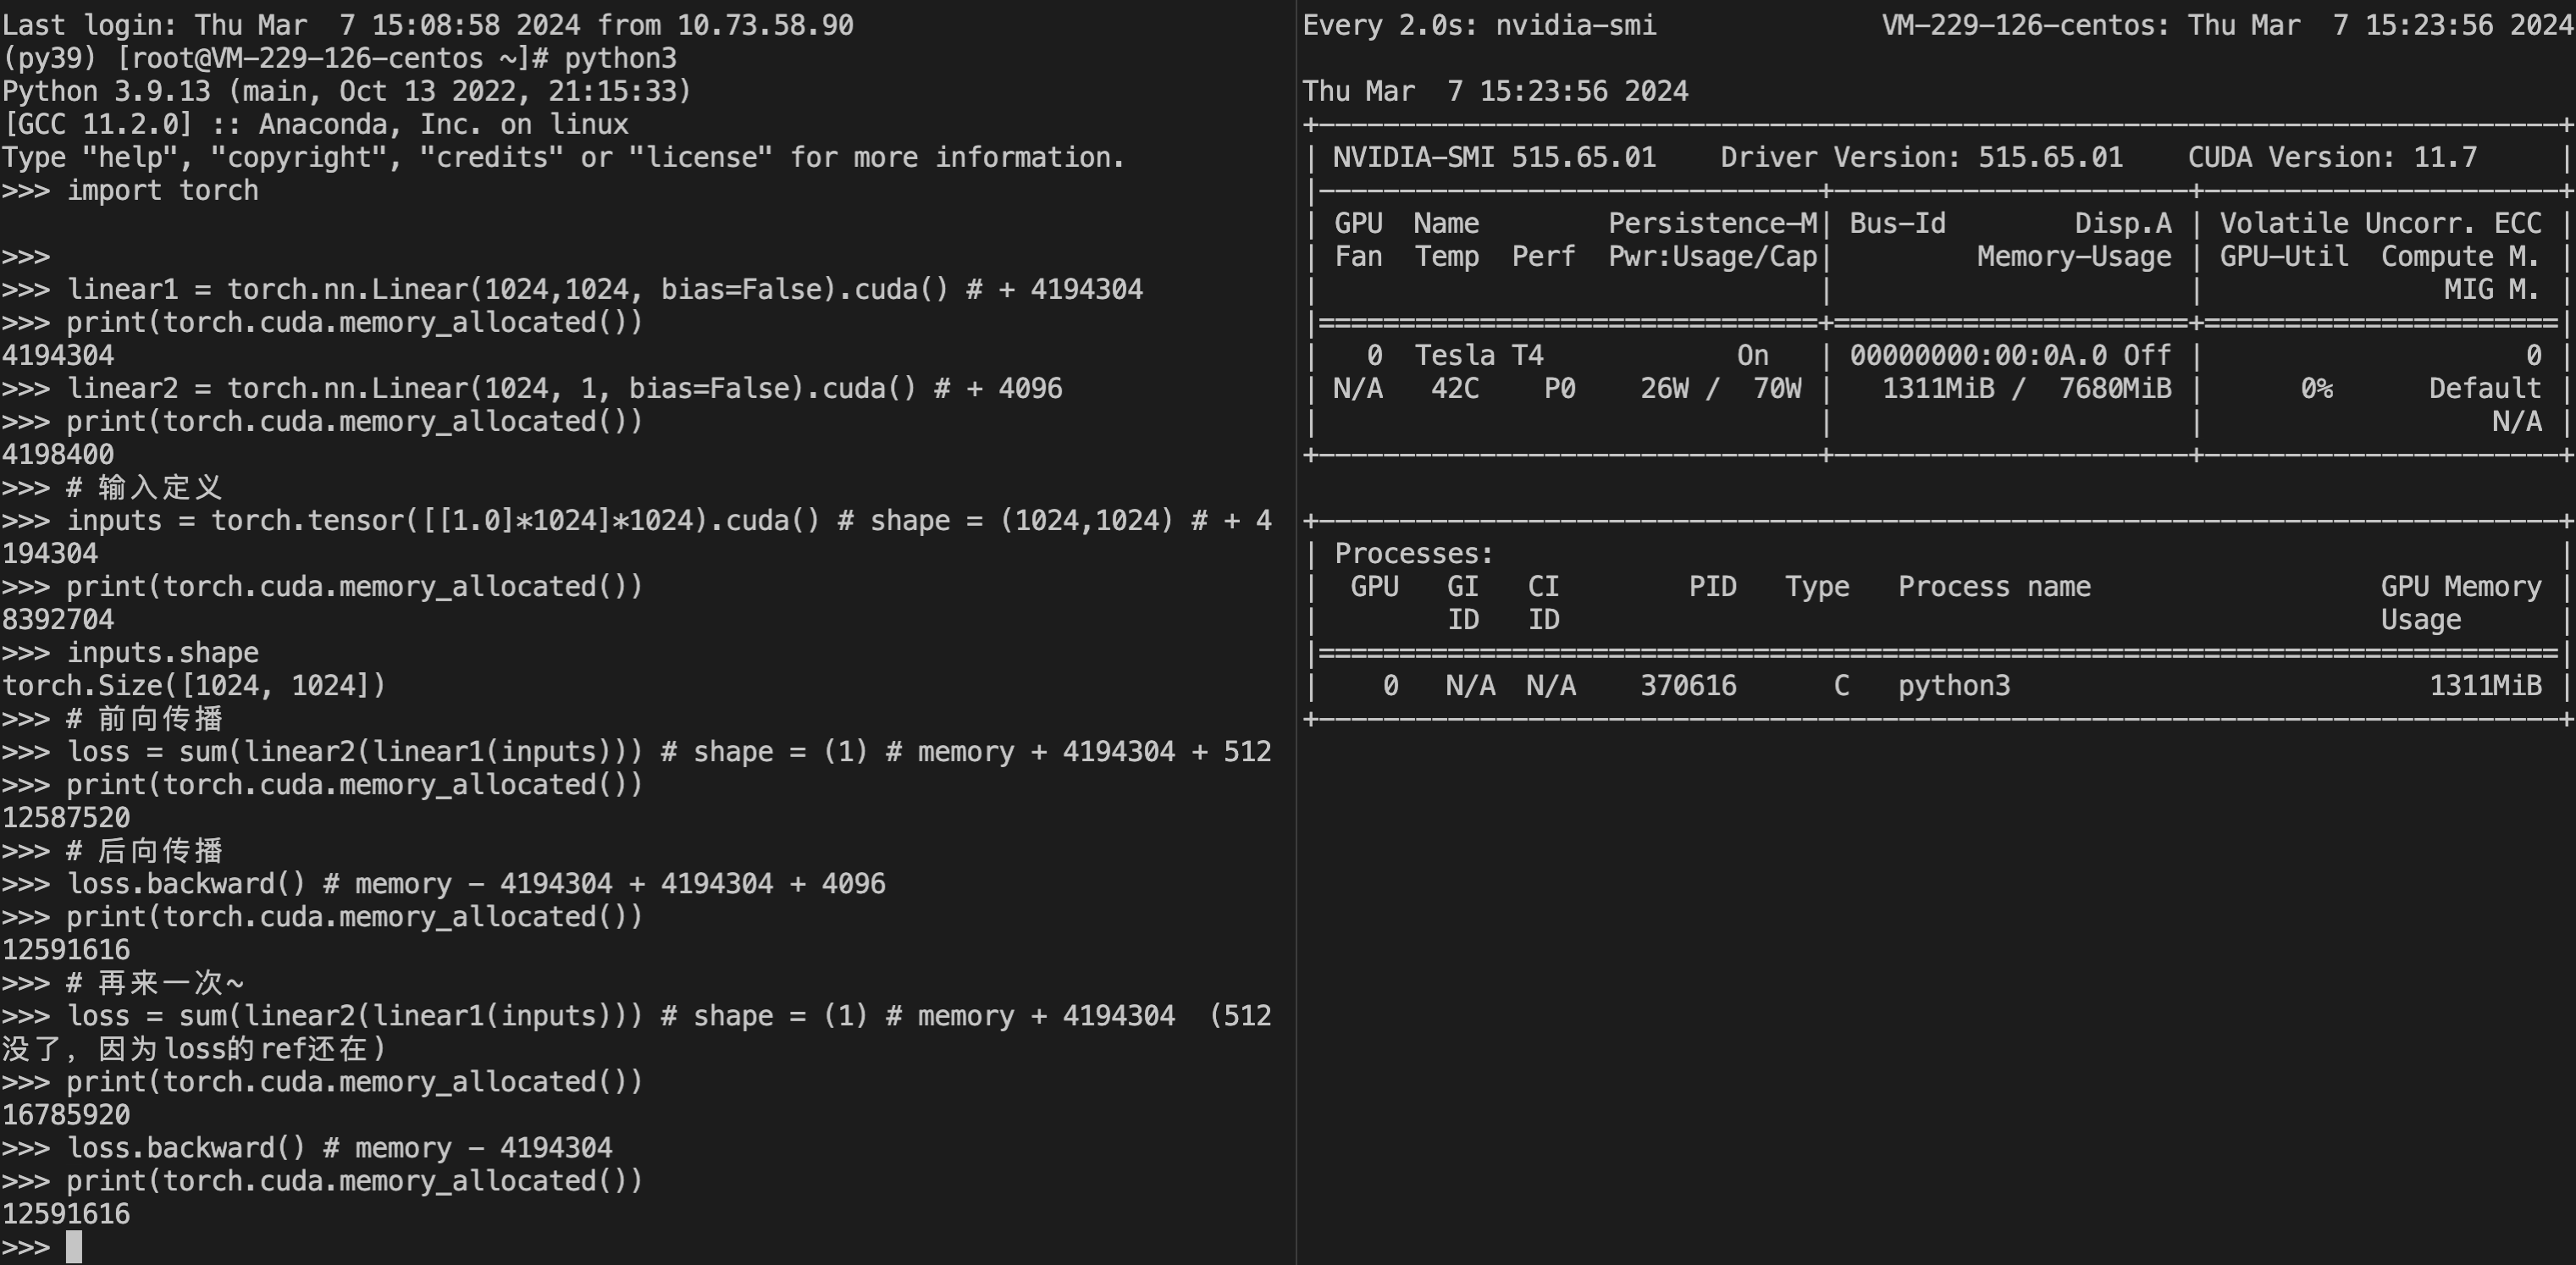 Last login: Thu Mar  7 15:08:58 2024 from 10.73.58.90
(py39) [root@VM-229-126-centos ~]# python3
Python 3.9.13 (main, Oct 13 2022, 21:15:33)
[GCC 11.2.0] :: Anaconda, Inc. on linux
Type "help", "copyright", "credits" or "license" for more information.
>>> import torch
>>>
>>> linear1 = torch.nn.Linear(1024,1024, bias=False).cuda() # + 4194304
>>> print(torch.cuda.memory_allocated())
4194304
>>> linear2 = torch.nn.Linear(1024, 1, bias=False).cuda() # + 4096
>>> print(torch.cuda.memory_allocated())
4198400
>>> # 输入定义
>>> inputs = torch.tensor([[1.0]*1024]*1024).cuda() # shape = (1024,1024) # + 4
194304
>>> print(torch.cuda.memory_allocated())
8392704
>>> inputs.shape
torch.Size([1024, 1024])
>>> # 前向传播
>>> loss = sum(linear2(linear1(inputs))) # shape = (1) # memory + 4194304 + 512
>>> print(torch.cuda.memory_allocated())
12587520
>>> # 后向传播
>>> loss.backward() # memory - 4194304 + 4194304 + 4096
>>> print(torch.cuda.memory_allocated())
12591616
>>> # 再来一次~
>>> loss = sum(linear2(linear1(inputs))) # shape = (1) # memory + 4194304  (512
没了，因为loss的ref还在)
>>> print(torch.cuda.memory_allocated())
16785920
>>> loss.backward() # memory - 4194304
>>> print(torch.cuda.memory_allocated())
12591616
>>>
Every 2.0s: nvidia-smi    VM-229-126-centos: Thu Mar  7 15:23:56 2024
Thu Mar  7 15:23:56 2024
| NVIDIA-SMI 515.65.01    Driver Version: 515.65.01    CUDA Version: 11.7     |
| GPU  Name        Persistence-M| Bus-Id        Disp.A | Volatile Uncorr. ECC |
| Fan  Temp  Perf  Pwr:Usage/Cap|         Memory-Usage | GPU-Util  Compute M. |
|                               |                      |               MIG M. |
|   0  Tesla T4            On   | 00000000:00:0A.0 Off |                    0 |
| N/A   42C    P0    26W /  70W |   1311MiB /  7680MiB |      0%      Default |
|                               |                      |                  N/A |
| Processes:                                                                  |
|  GPU   GI   CI        PID   Type   Process name                  GPU Memory |
|        ID   ID                                                   Usage      |
|    0   N/A  N/A    370616      C   python3                          1311MiB |